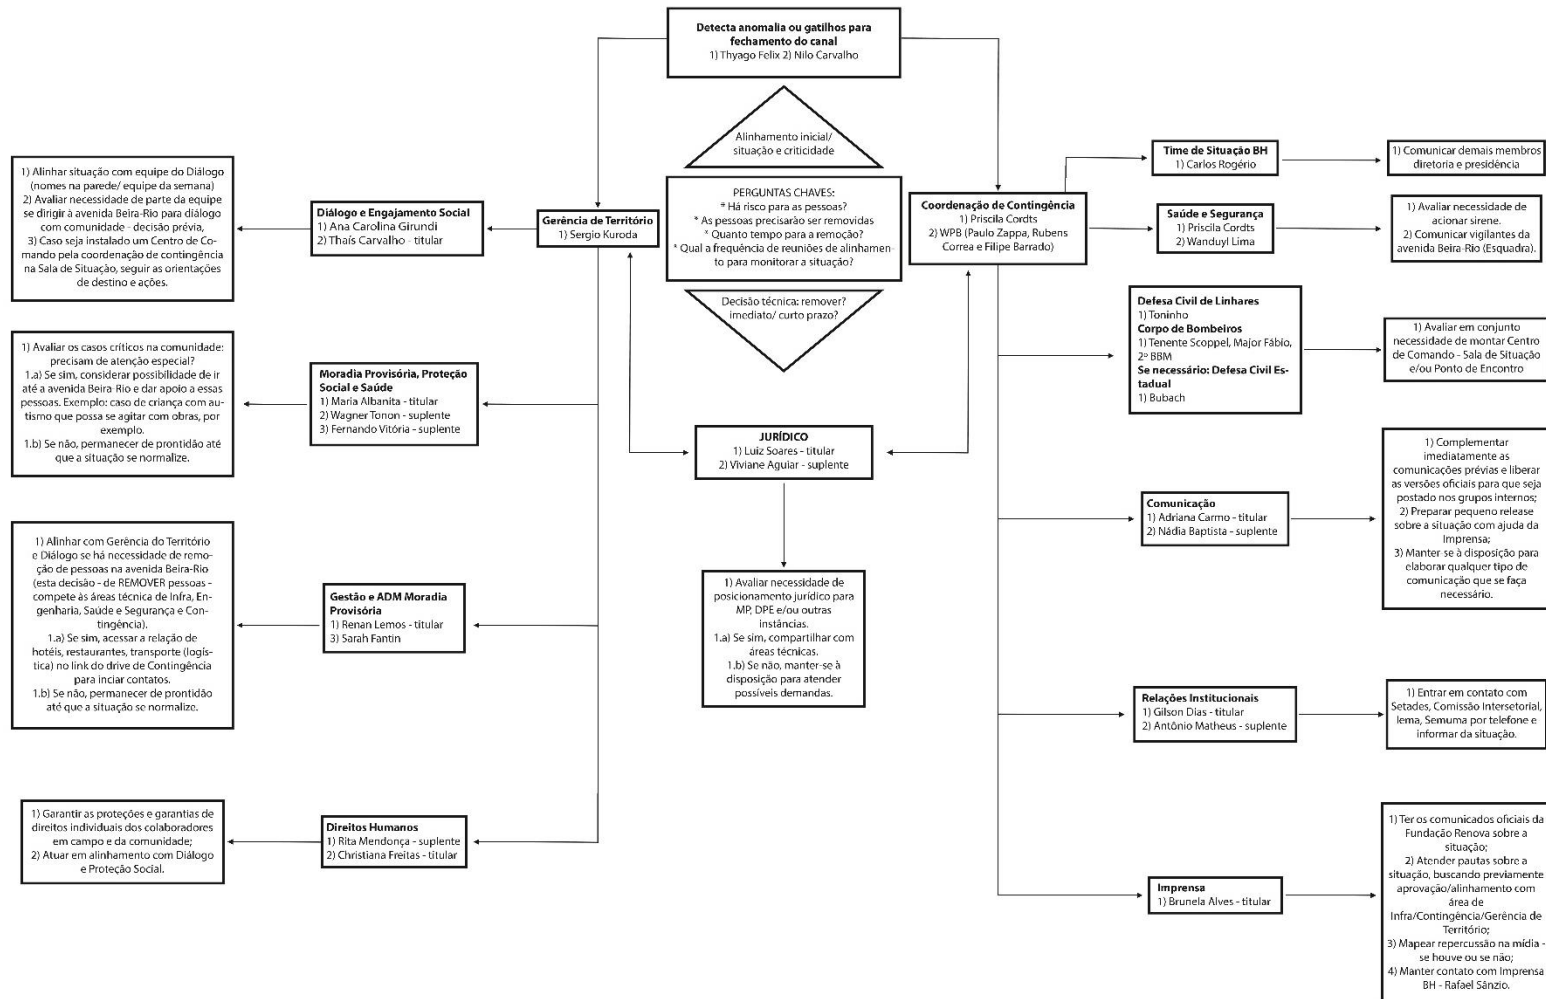 Detecta anomalia ou gatilhos para
fechamento do canal
1) Thyago Felix 2) Nilo Carvalho
Alinhamento inicial/
situação e criticidade
PERGUNTAS CHAVES:
* Há risco para as pessoas?
* As pessoas precisarão ser removidas
* Quanto tempo para a remoção?
* Qual a frequência de reuniões de alinhamen-
to para monitorar a situação?
Decisão técnica: remover?
imediato/ curto prazo?
Gerência de Território
1) Sergio Kuroda
Diálogo e Engajamento Social
1) Ana Carolina Girundi
2) Thaís Carvalho - titular
1) Alinhar situação com equipe do Diálogo
(nomes na parede/ equipe da semana)
2) Avaliar necessidade de parte da equipe
se dirigir à avenida Beira-Rio para diálogo
com comunidade - decisão prévia,
3) Caso seja instalado um Centro de Co-
mando pela coordenação de contingência
na Sala de Situação, seguir as orientações
de destino e ações.
Moradia Provisória, Proteção
Social e Saúde
1) Maria Albanita - titular
2) Wagner Tonon - suplente
3) Fernando Vitória - suplente
1) Avaliar os casos críticos na comunidade:
precisam de atenção especial?
1.a) Se sim, considerar possibilidade de ir
até a avenida Beira-Rio e dar apoio a essas
pessoas. Exemplo: caso de criança com au-
tismo que possa se agitar com obras, por
exemplo.
1.b) Se não, permanecer de prontidão até
que a situação se normalize.
Gestão e ADM Moradia
Provisória
1) Renan Lemos - titular
3) Sarah Fantin
1) Alinhar com Gerência do Território
e Diálogo se há necessidade de remo-
ção de pessoas na avenida Beira-Rio
(esta decisão - de REMOVER pessoas -
compete às áreas técnica de Infra, En-
genharia, Saúde e Segurança e Con-
tingência).
1.a) Se sim, acessar a relação de
hotéis, restaurantes, transporte (logís-
tica) no link do drive de Contingência
para inciar contatos.
1.b) Se não, permanecer de prontidão
até que a situação se normalize.
Direitos Humanos
1) Rita Mendonça - suplente
2) Christiana Freitas - titular
1) Garantir as proteções e garantias de
direitos individuais dos colaboradores
em campo e da comunidade;
2) Atuar em alinhamento com Diálogo
e Proteção Social.
JURÍDICO
1) Luiz Soares - titular
2) Viviane Aguiar - suplente
1) Avaliar necessidade de
posicionamento jurídico para
MP, DPE e/ou outras
instâncias.
1.a) Se sim, compartilhar com
áreas técnicas.
1.b) Se não, manter-se à
disposição para atender
possíveis demandas.
Coordenação de Contingência
1) Priscila Cordts
2) WPB (Paulo Zappa, Rubens
Correa e Filipe Barrado)
Time de Situação BH
1) Carlos Rogério
1) Comunicar demais membros
diretoria e presidência
Saúde e Segurança
1) Priscila Cordts
2) Wanduyl Lima
1) Avaliar necessidade de
acionar sirene.
2) Comunicar vigilantes da
avenida Beira-Rio (Esquadra).
Defesa Civil de Linhares
1) Toninho
Corpo de Bombeiros
1) Tenente Scoppel, Major Fábio,
2º BBM
Se necessário: Defesa Civil Es-
tadual
1) Bubach
1) Avaliar em conjunto
necessidade de montar Centro
de Comando - Sala de Situação
e/ou Ponto de Encontro
Comunicação
1) Adriana Carmo - titular
2) Nádia Baptista - suplente
1) Complementar
imediatamente as
comunicações prévias e liberar
as versões oficiais para que seja
postado nos grupos internos;
2) Preparar pequeno release
sobre a situação com ajuda da
Imprensa;
3) Manter-se à disposição para
elaborar qualquer tipo de
comunicação que se faça
necessário.
Relações Institucionais
1) Gilson Dias - titular
2) Antônio Matheus - suplente
1) Entrar em contato com
Setades, Comissão Intersetorial,
Iema, Semuma por telefone e
informar da situação.
Imprensa
1) Brunela Alves - titular
1) Ter os comunicados oficiais da
Fundação Renova sobre a
situação;
2) Atender pautas sobre a
situação, buscando previamente
aprovação/alinhamento com
área de
Infra/Contingência/Gerência de
Território;
3) Mapear repercussão na mídia -
se houve ou se não;
4) Manter contato com Imprensa
BH - Rafael Sânzio.